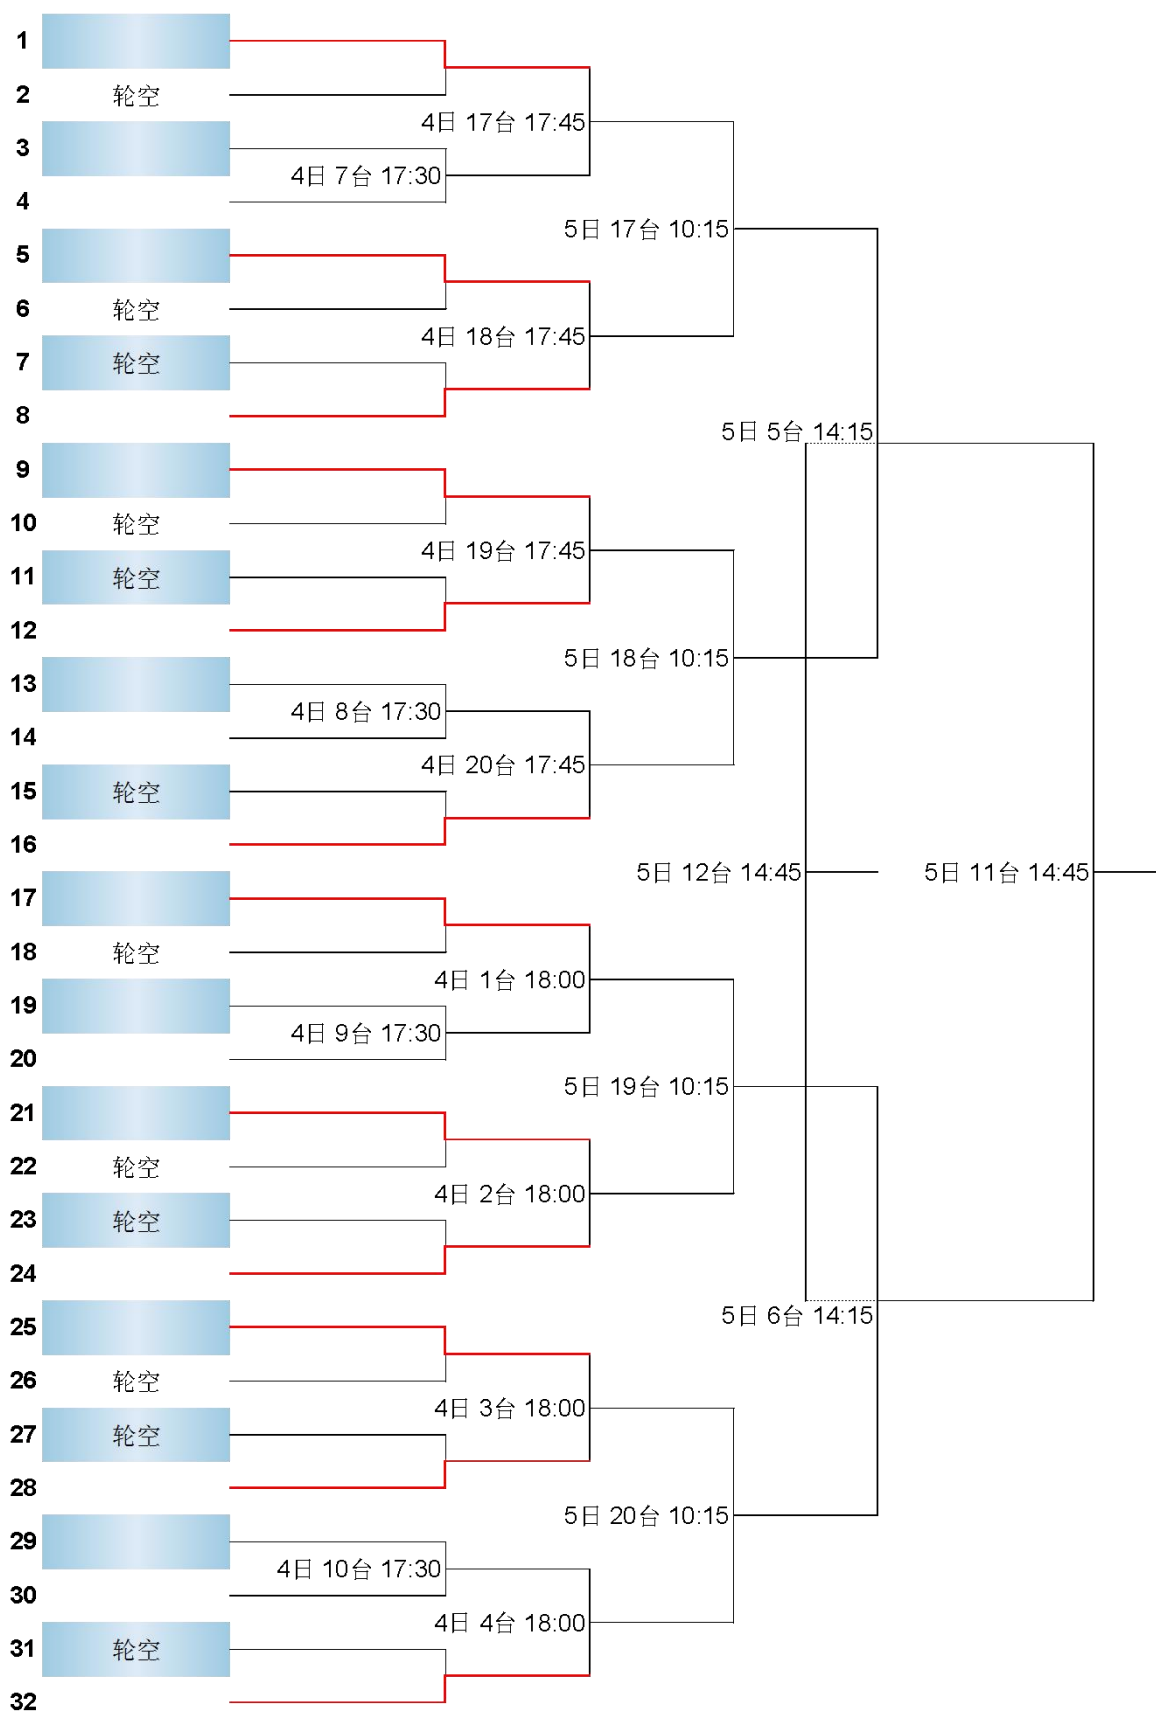 1
2 轮空
4日 17台 17:45
3
4日 7台 17:30
4
5日 17台 10:15
5
6 轮空
4日 18台 17:45
7 轮空
8
5日 5台 14:15
9
10 轮空
4日 19台 17:45
11 轮空
12
5日 18台 10:15
13
4日 8台 17:30
14
4日 20台 17:45
15 轮空
16
5日 12台 14:45
5日 11台 14:45
17
18 轮空
4日 1台 18:00
19
4日 9台 17:30
20
5日 19台 10:15
21
22 轮空
4日 2台 18:00
23 轮空
24
5日 6台 14:15
25
26 轮空
4日 3台 18:00
27 轮空
28
5日 20台 10:15
29
4日 10台 17:30
30
4日 4台 18:00
31 轮空
32